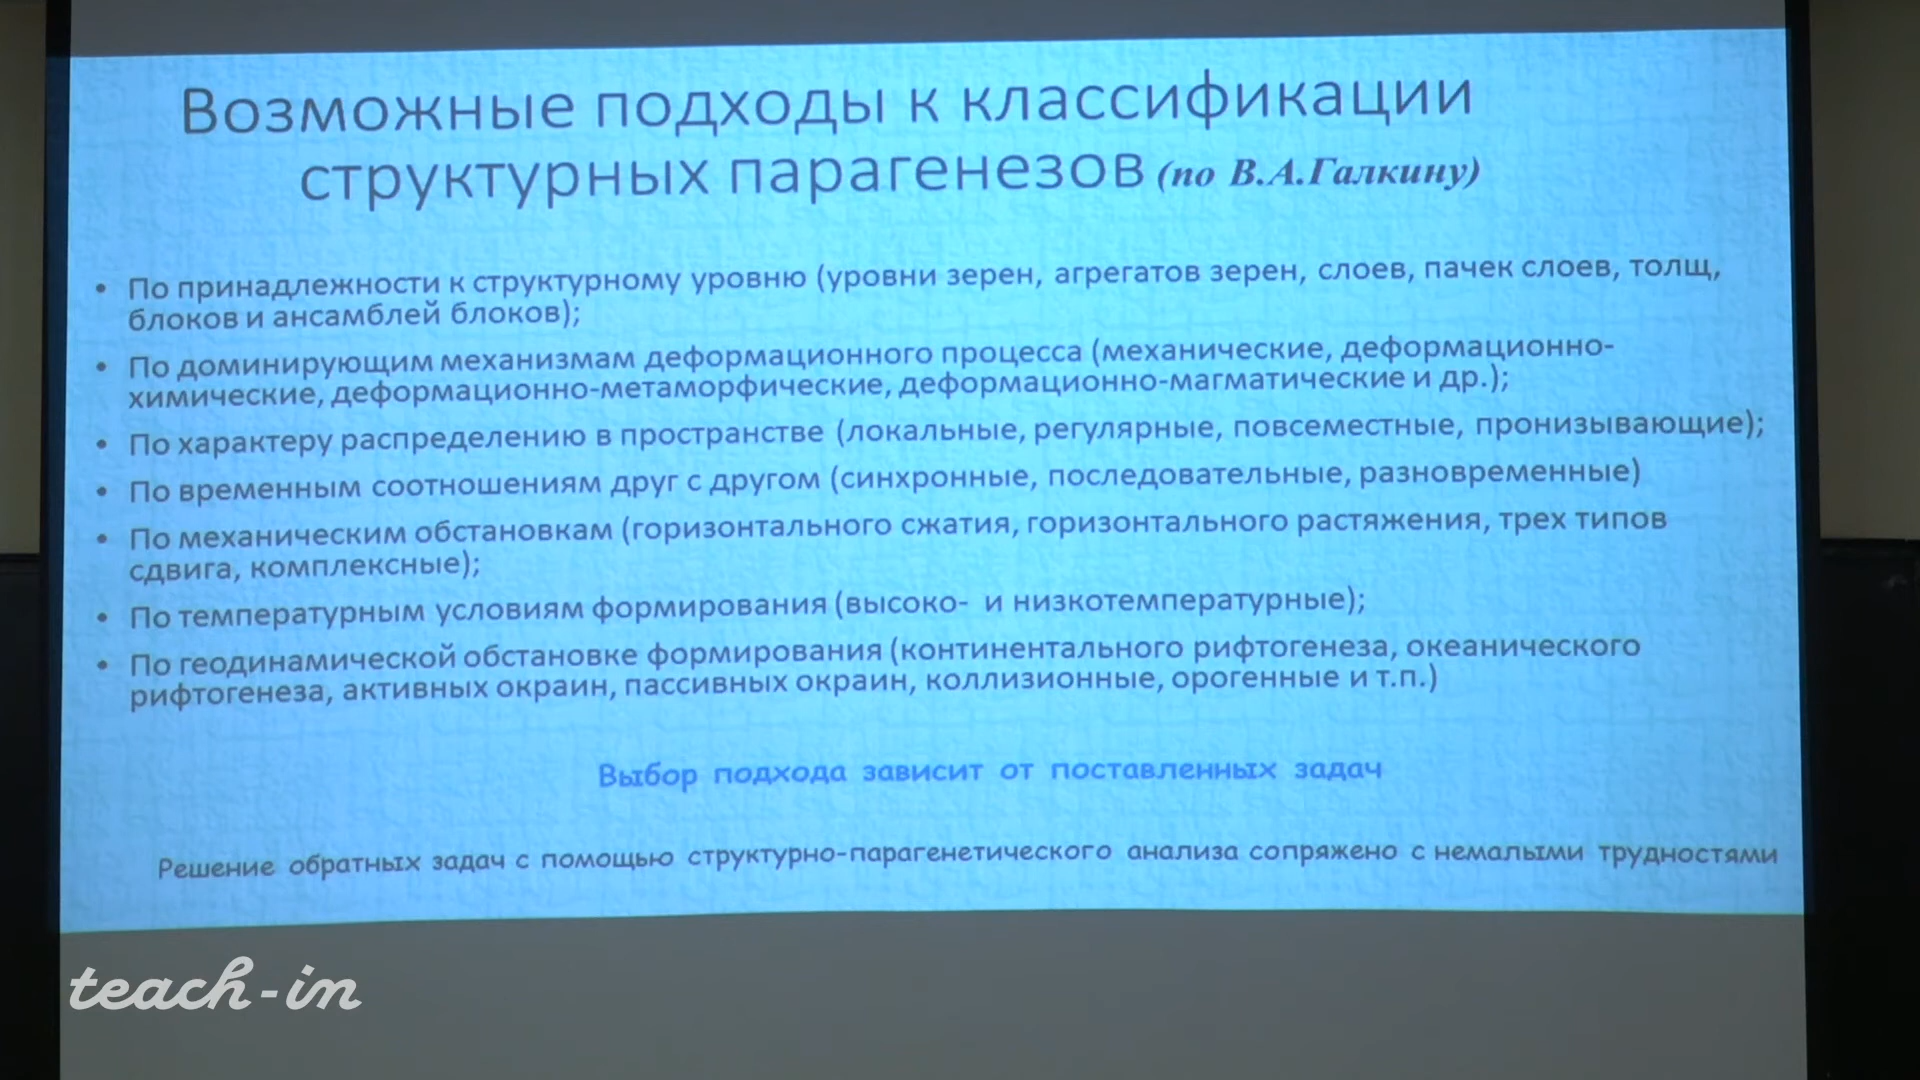 Возможные подходы к классификации
структурных парагенезов (по В.А.Галкину)
• По принадлежности к структурному уровню (уровни зерен, агрегатов зерен, слоев, пачек слоев, толщ,
блоков и ансамблей блоков);
• По доминирующим механизмам деформационного процесса (механические, деформационно-
химические, деформационно-метаморфические, деформационно-магматические и др.);
• По характеру распределению в пространстве (локальные, регулярные, повсеместные, пронизывающие);
• По временным соотношениям друг с другом (синхронные, последовательные, разновременные)
• По механическим обстановкам (горизонтального сжатия, горизонтального растяжения, трех типов
сдвига, комплексные);
• По температурным условиям формирования (высоко- и низкотемпературные);
• По геодинамической обстановке формирования (континентального рифтогенеза, океанического
рифтогенеза, активных окраин, пассивных окраин, коллизионные, орогенные и т.п.)
Выбор подхода зависит от поставленных задач
Решение обратных задач с помощью структурно-парагенетического анализа сопряжено с немалыми трудностями
teach-in